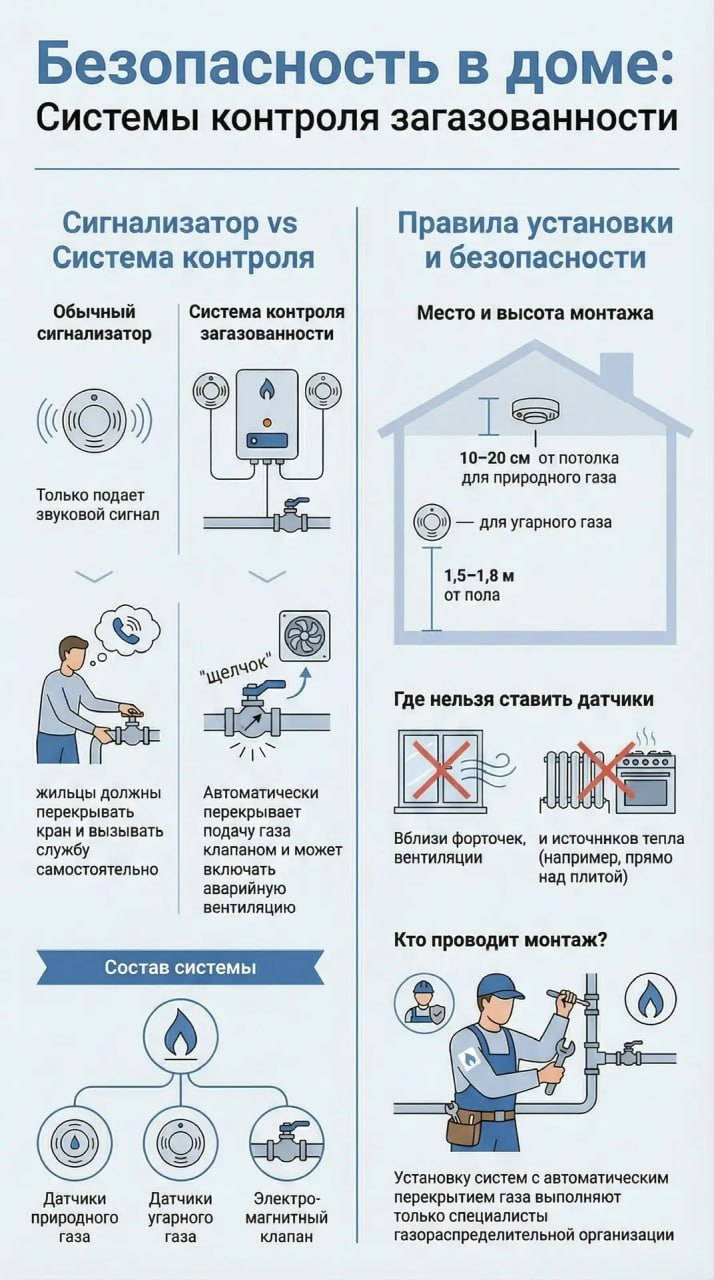 Безопасность в доме:
Системы контроля загазованности
Сигнализатор vs
Система контроля
Обычный
сигнализатор
Только подает
звуковой сигнал
жильцы должны
перекрывать
кран и вызывать
службу
самостоятельно
Система контроля
загазованности
"щелчок"
Автоматически
перекрывает
подачу газа
клапаном и может
включать
аварийную
вентиляцию
Состав системы
Датчики
природного
газа
Датчики
угарного
газа
Электро-
магнитный
клапан
Правила установки
и безопасности
Место и высота монтажа
10–20 см от потолка
для природного газа
— для угарного газа
1,5–1,8 м
от пола
Где нельзя ставить датчики
Вблизи форточек,
вентиляции
и источников тепла
(например, прямо
над плитой)
Кто проводит монтаж?
Установку систем с автоматическим
перекрытием газа выполняют
только специалисты
газораспределительной организации